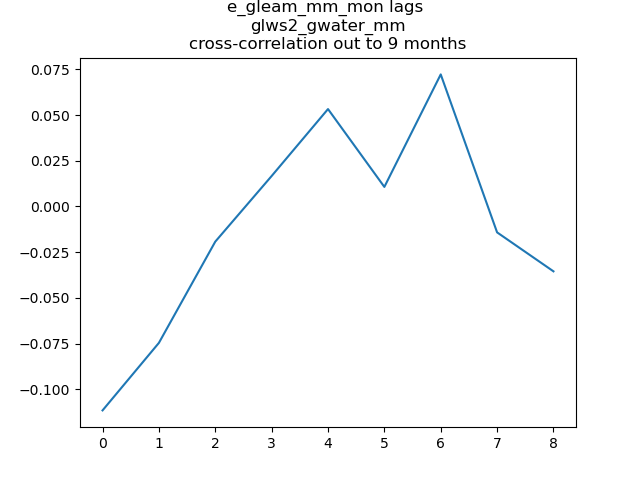 e_gleam_mm_mon lags
glws2_gwater_mm
cross-correlation out to 9 months
0.075
0.050
0.025
0.000
−0.025
−0.050
−0.075
−0.100
0 1 2 3 4 5 6 7 8